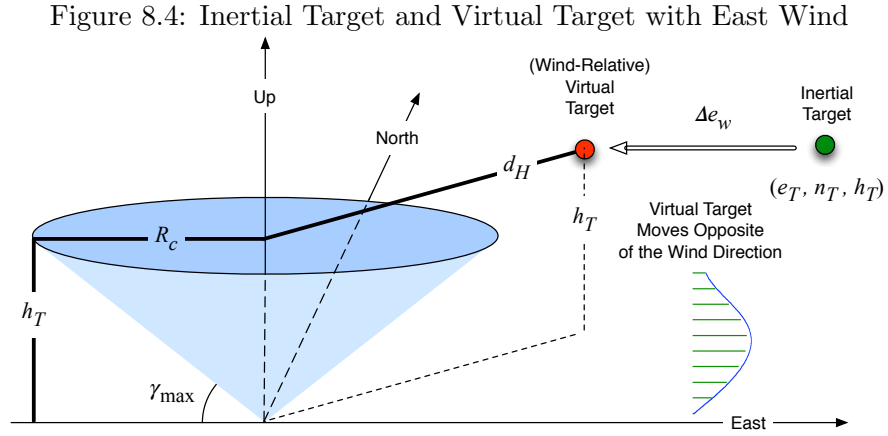 Figure 8.4: Inertial Target and Virtual Target with East Wind
(Wind-Relative)
Virtual
Target
Inertial
Target
Up
North
Δe_w
d_H
(e_T, n_T, h_T)
h_T
Virtual Target
Moves Opposite
of the Wind Direction
R_c
h_T
γ_max
East